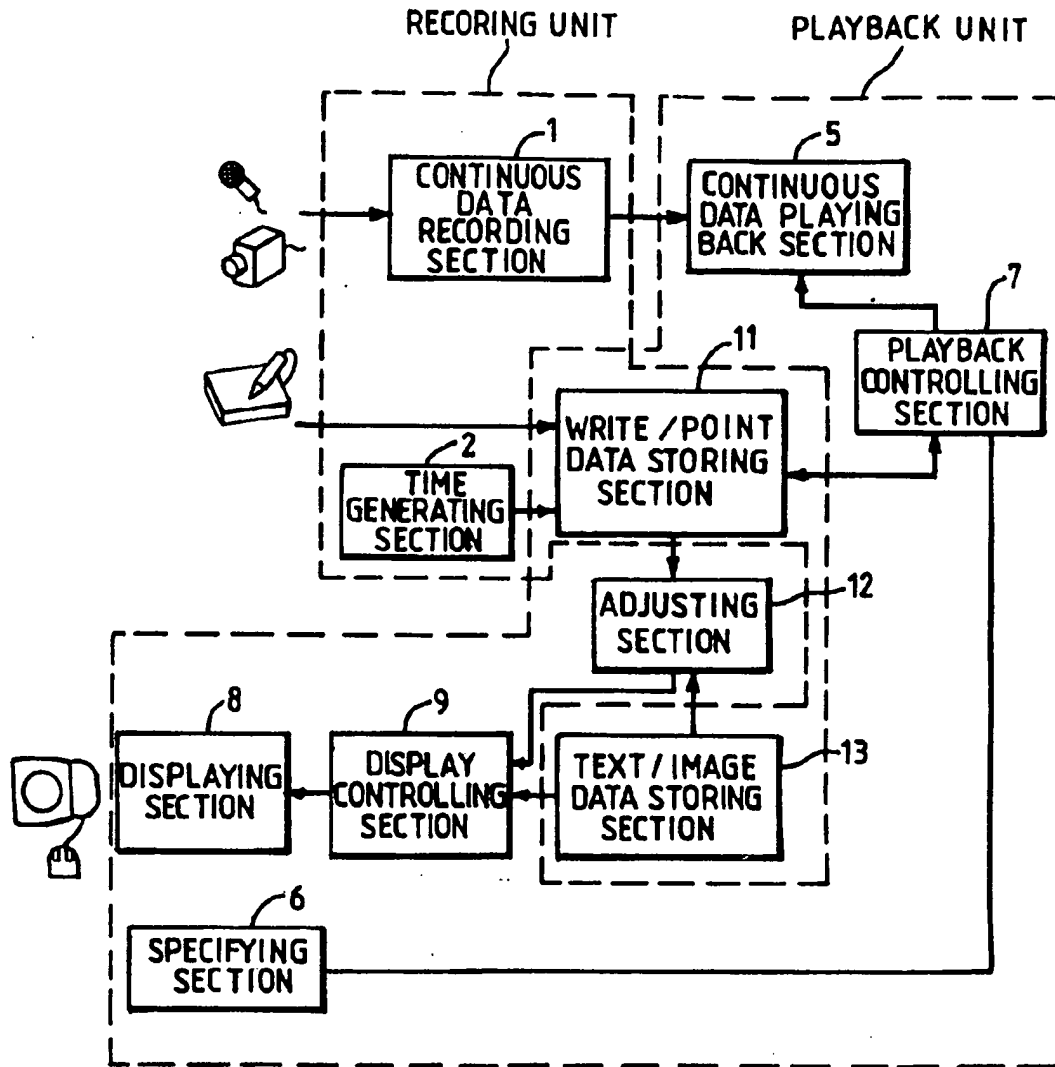 RECORING UNIT
PLAYBACK UNIT
1
CONTINUOUS
DATA
RECORDING
SECTION
5
CONTINUOUS
DATA PLAYING
BACK SECTION
7
PLAYBACK
CONTROLLING
SECTION
11
WRITE / POINT
DATA STORING
SECTION
2
TIME
GENERATING
SECTION
ADJUSTING
SECTION
12
8
DISPLAYING
SECTION
9
DISPLAY
CONTROLLING
SECTION
TEXT / IMAGE
DATA STORING
SECTION
13
6
SPECIFYING
SECTION